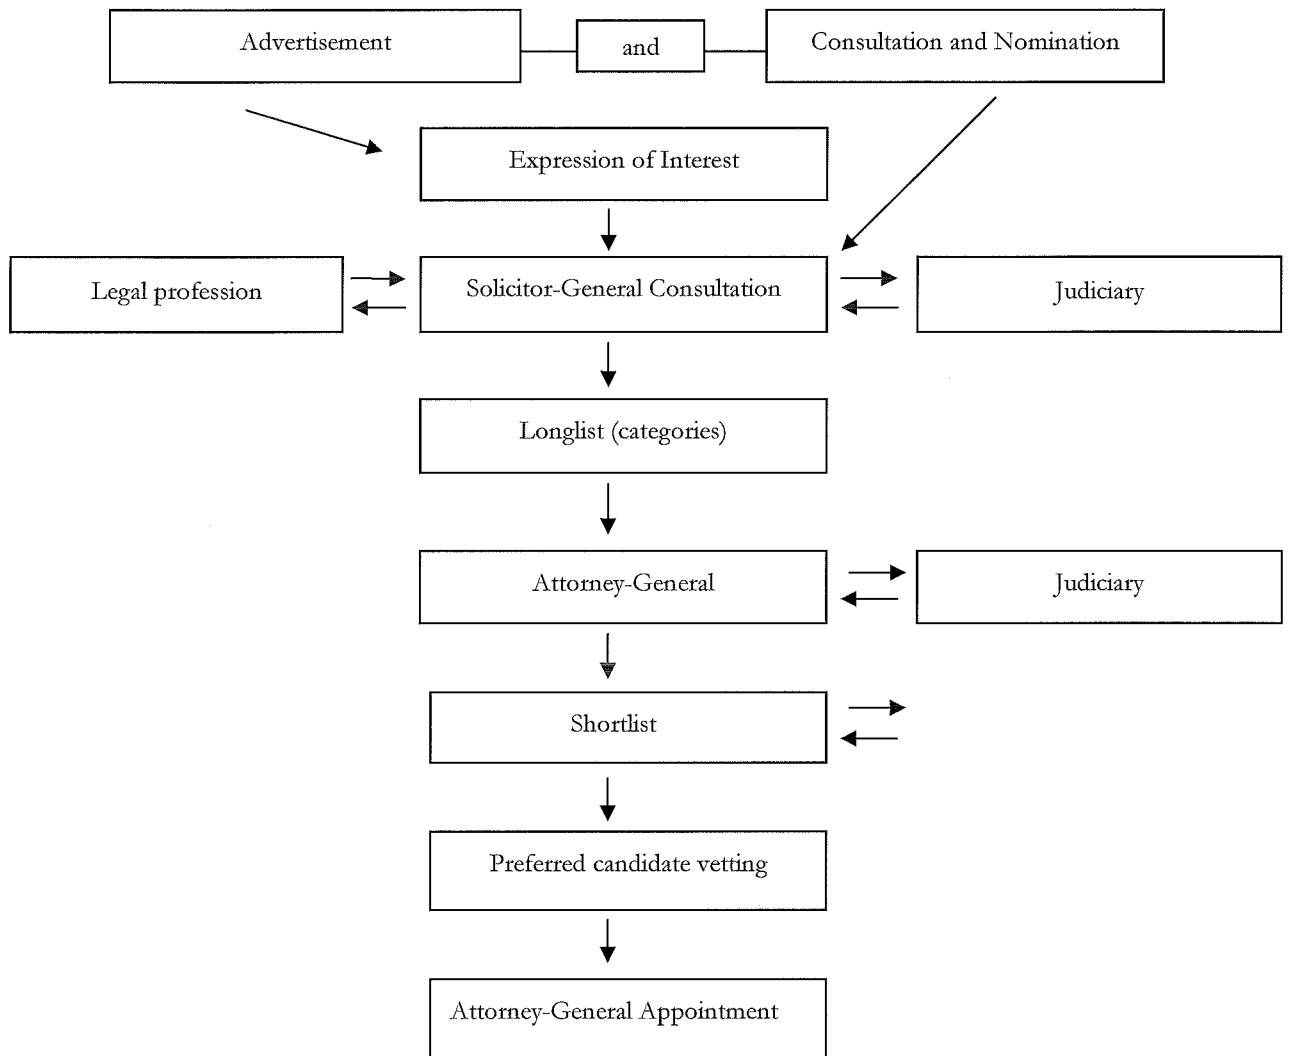 Advertisement
and
Consultation and Nomination
Expression of Interest
Legal profession
Solicitor-General Consultation
Judiciary
Longlist (categories)
Attorney-General
Judiciary
Shortlist
Preferred candidate vetting
Attorney-General Appointment